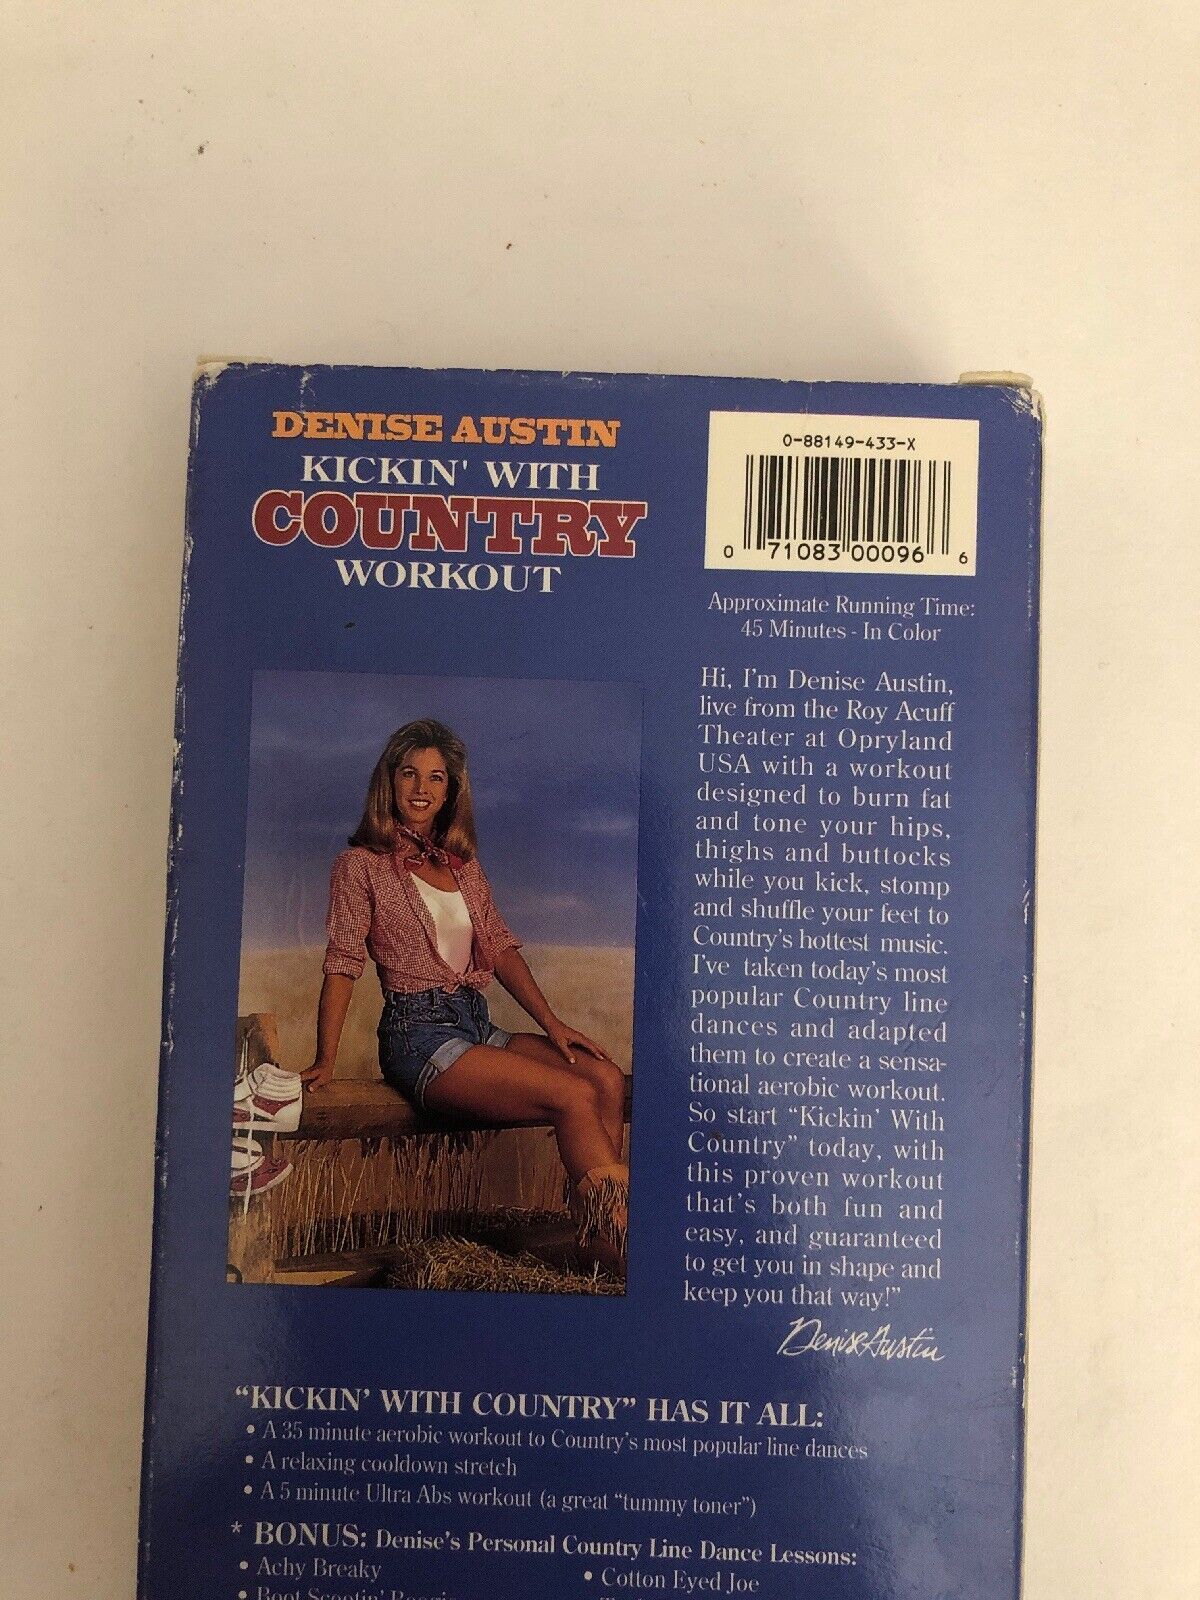 DENISE AUSTIN
KICKIN' WITH
COUNTRY
WORKOUT
0-88149-433-X
0 71083 00096 6
Approximate Running Time:
45 Minutes - In Color
Hi, I'm Denise Austin,
live from the Roy Acuff
Theater at Opryland
USA with a workout
designed to burn fat
and tone your hips,
thighs and buttocks
while you kick, stomp
and shuffle your feet to
Country's hottest music.
I've taken today's most
popular Country line
dances and adapted
them to create a sensa-
tional aerobic workout.
So start “Kickin' With
Country” today, with
this proven workout
that's both fun and
easy, and guaranteed
to get you in shape and
keep you that way!”
Denise Austin
“KICKIN' WITH COUNTRY” HAS IT ALL:
• A 35 minute aerobic workout to Country's most popular line dances
• A relaxing cooldown stretch
• A 5 minute Ultra Abs workout (a great “tummy toner”)
* BONUS: Denise's Personal Country Line Dance Lessons:
• Achy Breaky
• Cotton Eyed Joe
• Boot Scootin' Boogie